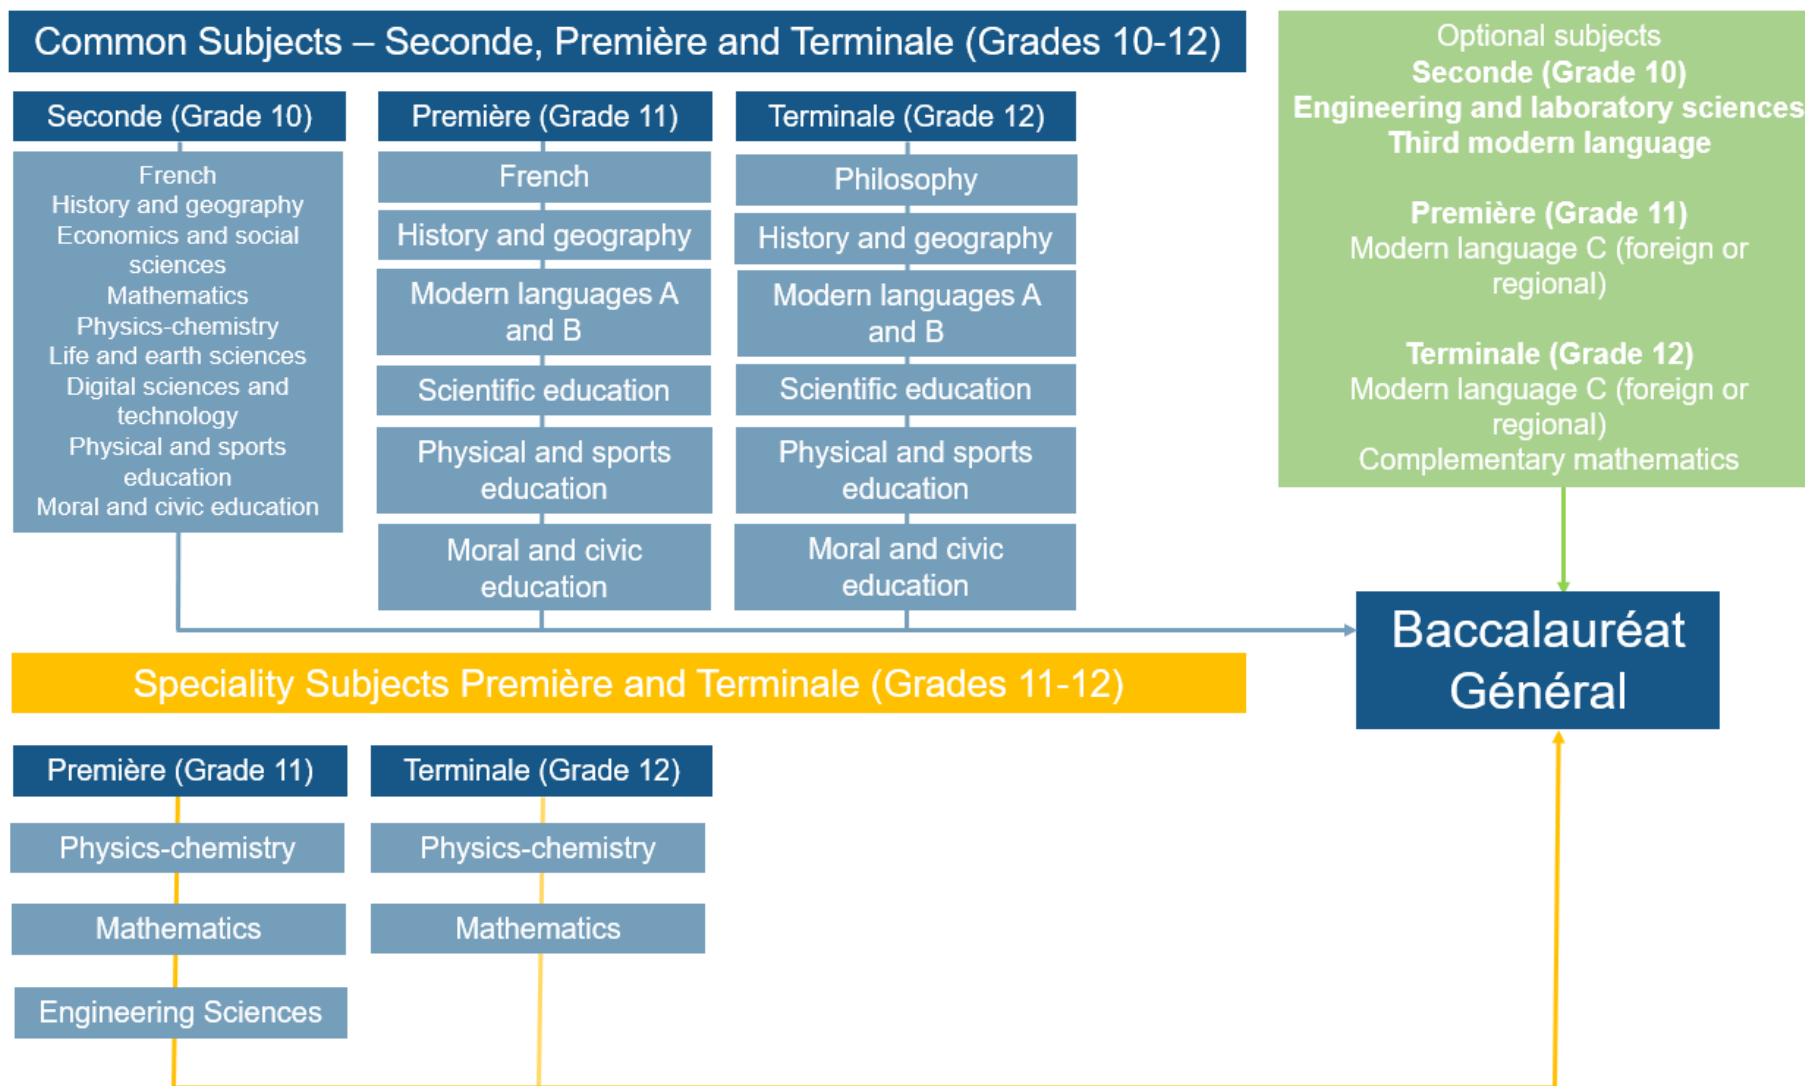 Common Subjects – Seconde, Première and Terminale (Grades 10-12)
Seconde (Grade 10)
French
History and geography
Economics and social
sciences
Mathematics
Physics-chemistry
Life and earth sciences
Digital sciences and
technology
Physical and sports
education
Moral and civic education
Première (Grade 11)
French
History and geography
Modern languages A
and B
Scientific education
Physical and sports
education
Moral and civic
education
Terminale (Grade 12)
Philosophy
History and geography
Modern languages A
and B
Scientific education
Physical and sports
education
Moral and civic
education
Optional subjects
Seconde (Grade 10)
Engineering and laboratory sciences
Third modern language
Première (Grade 11)
Modern language C (foreign or
regional)
Terminale (Grade 12)
Modern language C (foreign or
regional)
Complementary mathematics
Baccalauréat
Général
Speciality Subjects Première and Terminale (Grades 11-12)
Première (Grade 11)
Physics-chemistry
Mathematics
Engineering Sciences
Terminale (Grade 12)
Physics-chemistry
Mathematics